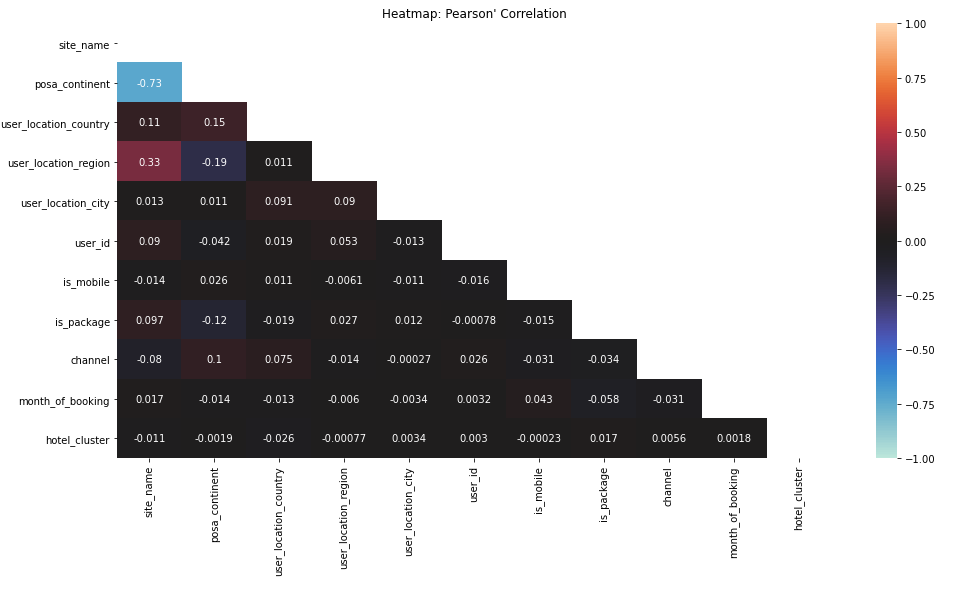 Heatmap: Pearson' Correlation
site_name
posa_continent -0.73
user_location_country 0.11 0.15
user_location_region 0.33 -0.19 0.011
user_location_city 0.013 0.011 0.091 0.09
user_id 0.09 -0.042 0.019 0.053 -0.013
is_mobile -0.014 0.026 0.011 -0.0061 -0.011 -0.016
is_package 0.097 -0.12 -0.019 0.027 0.012 -0.00078 -0.015
channel -0.08 0.1 0.075 -0.014 -0.00027 0.026 -0.031 -0.034
month_of_booking 0.017 -0.014 -0.013 -0.006 -0.0034 0.0032 0.043 -0.058 -0.031
hotel_cluster -0.011 -0.0019 -0.026 -0.00077 0.0034 0.003 -0.00023 0.017 0.0056 0.0018
site_name
posa_continent
user_location_country
user_location_region
user_location_city
user_id
is_mobile
is_package
channel
month_of_booking
hotel_cluster
1.00
0.75
0.50
0.25
0.00
−0.25
−0.50
−0.75
−1.00